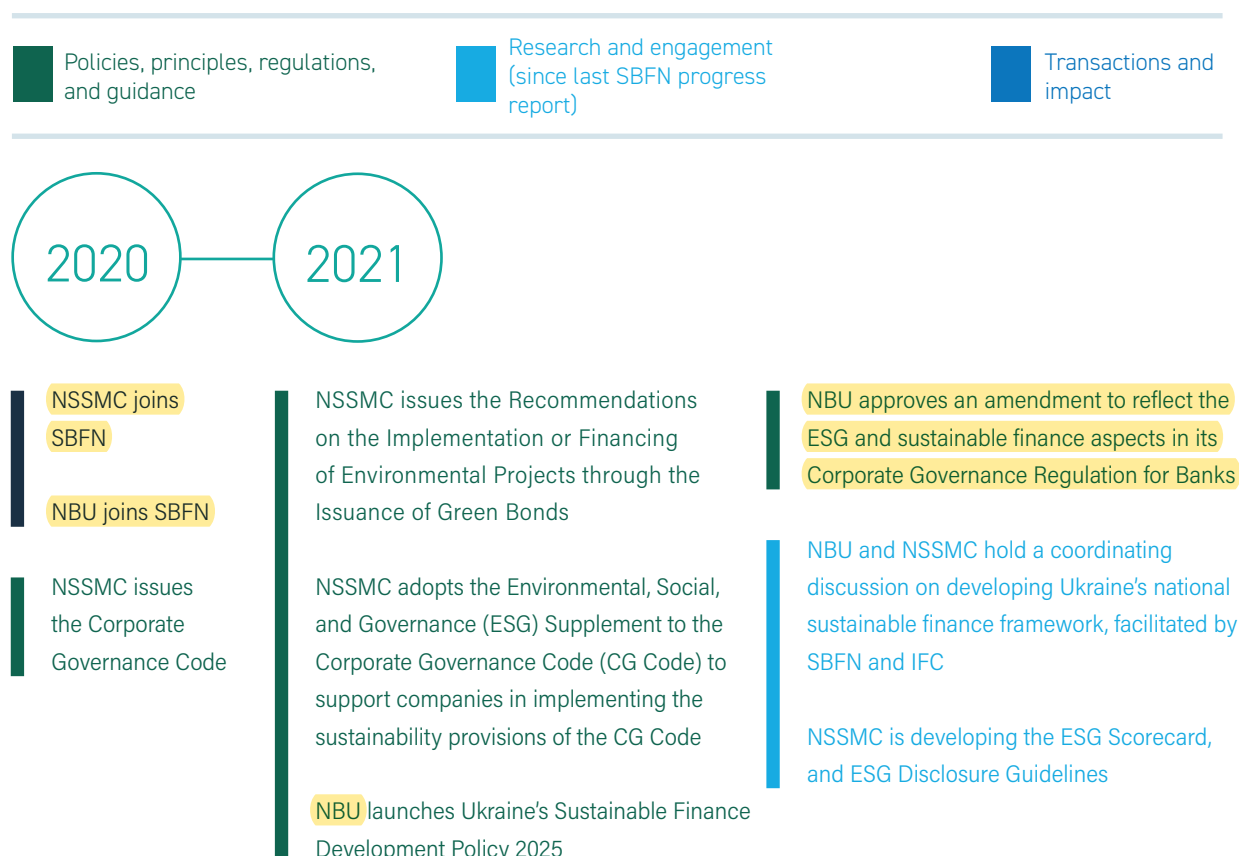 Policies, principles, regulations,
and guidance
Research and engagement
(since last SBFN progress
report)
Transactions and
impact
2020
2021
NSSMC joins
SBFN
NBU joins SBFN
NSSMC issues
the Corporate
Governance Code
NSSMC issues the Recommendations
on the Implementation or Financing
of Environmental Projects through the
Issuance of Green Bonds
NSSMC adopts the Environmental, Social,
and Governance (ESG) Supplement to the
Corporate Governance Code (CG Code) to
support companies in implementing the
sustainability provisions of the CG Code
NBU launches Ukraine's Sustainable Finance
Development Policy 2025
NBU approves an amendment to reflect the
ESG and sustainable finance aspects in its
Corporate Governance Regulation for Banks
NBU and NSSMC hold a coordinating
discussion on developing Ukraine's national
sustainable finance framework, facilitated by
SBFN and IFC
NSSMC is developing the ESG Scorecard,
and ESG Disclosure Guidelines